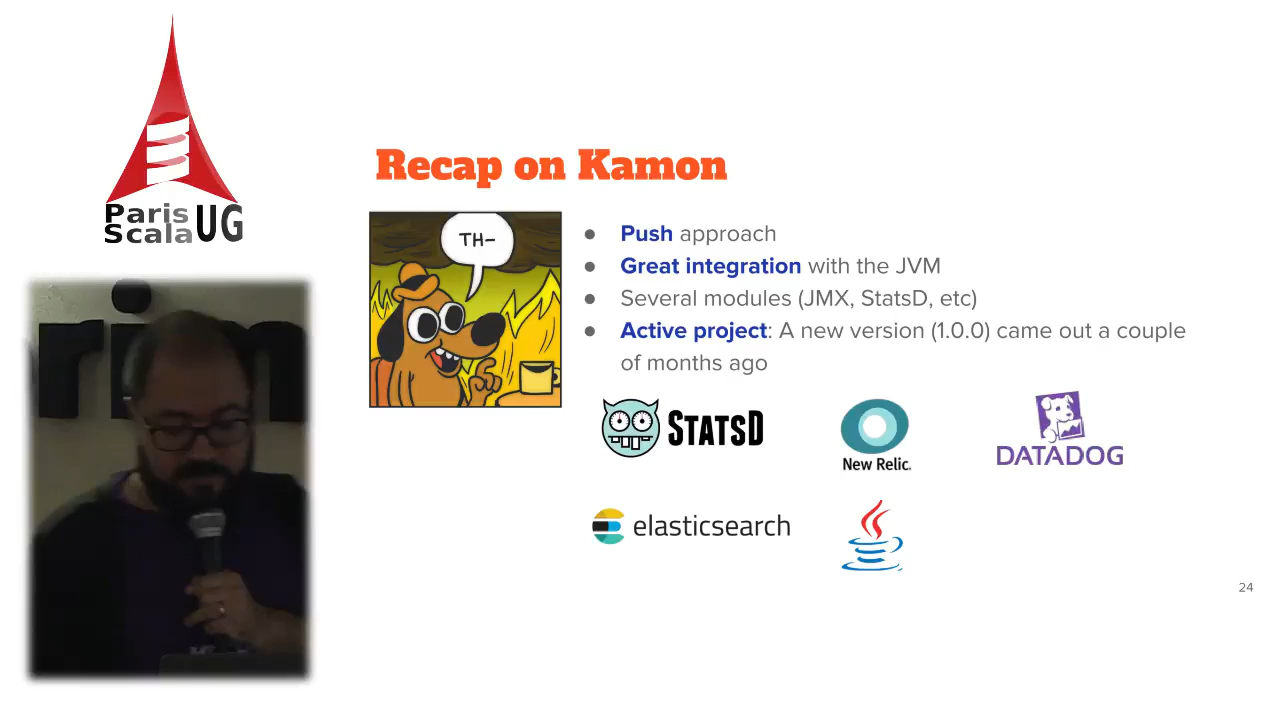 Paris
Scala UG
Recap on Kamon
TH-
● Push approach
● Great integration with the JVM
● Several modules (JMX, StatsD, etc)
● Active project: A new version (1.0.0) came out a couple
of months ago
STATSD
New Relic.
DATADOG
elasticsearch
24